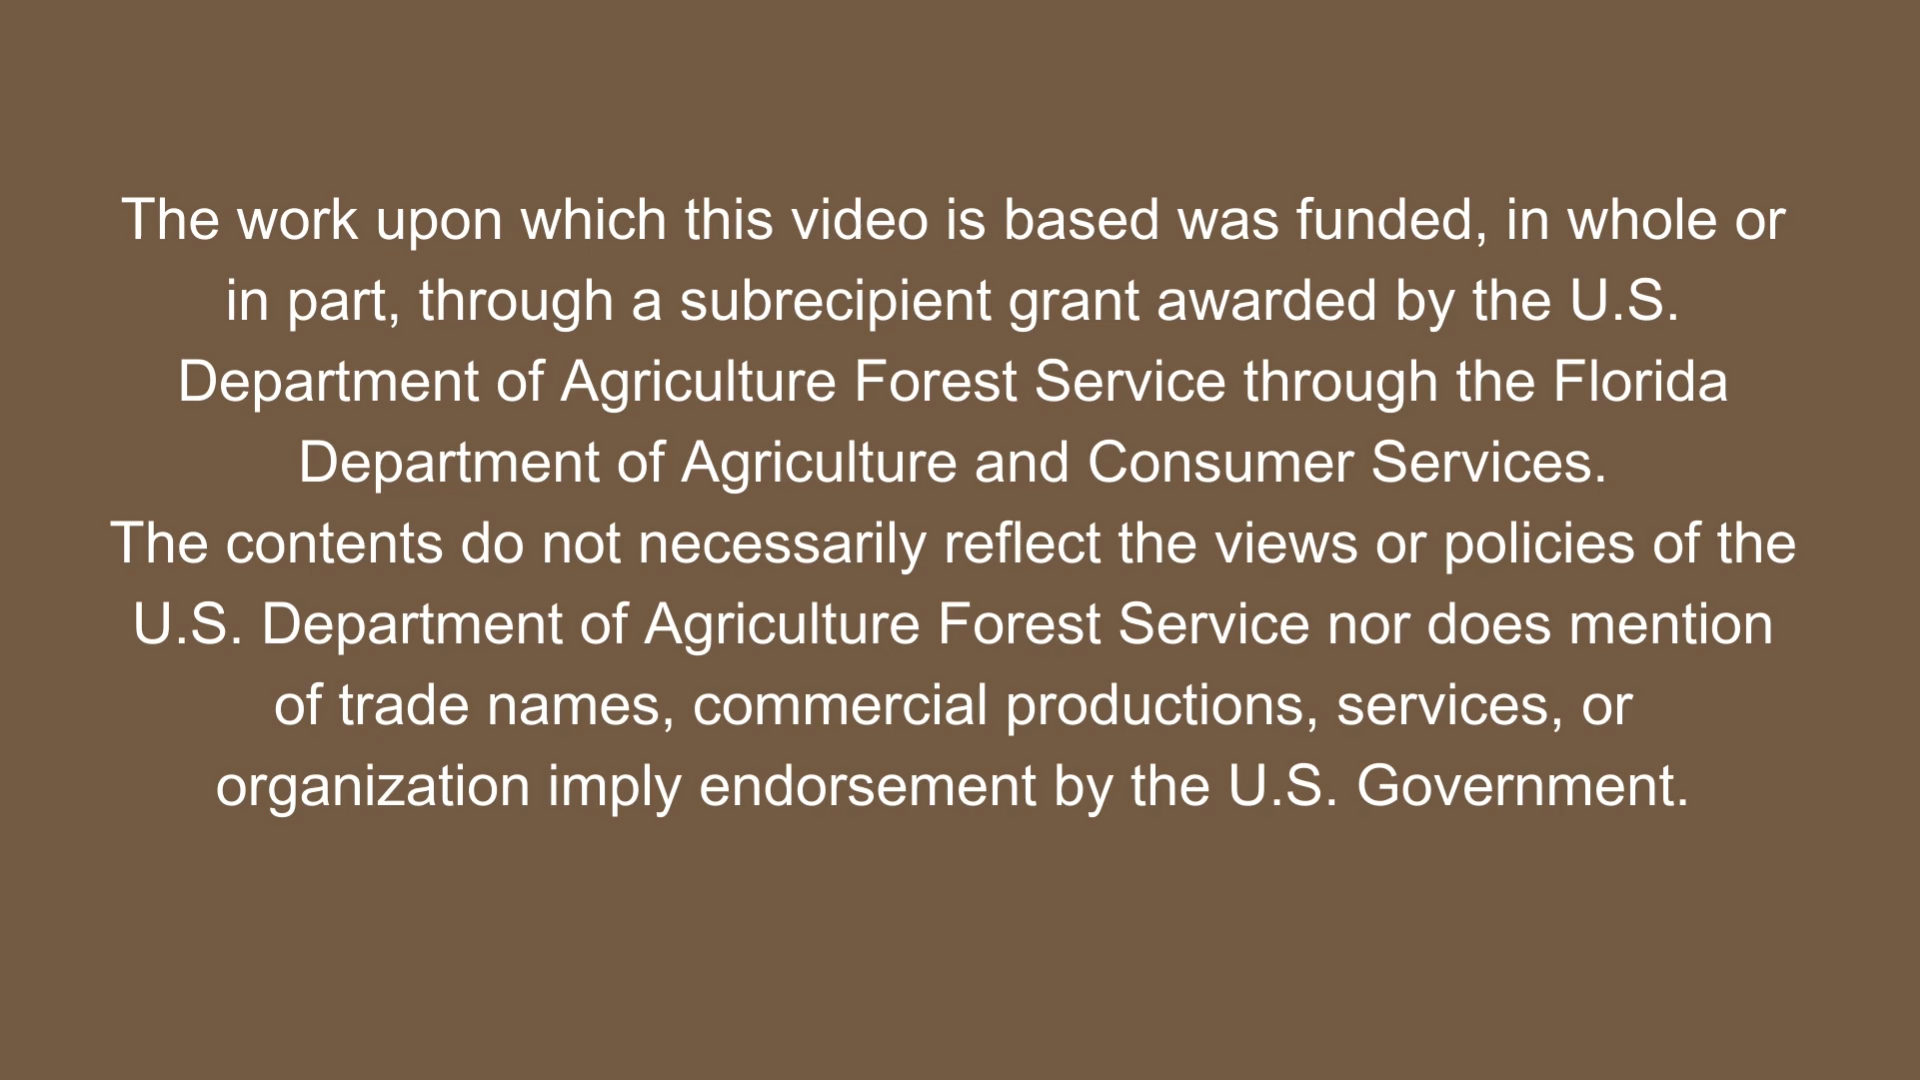 The work upon which this video is based was funded, in whole or
in part, through a subrecipient grant awarded by the U.S.
Department of Agriculture Forest Service through the Florida
Department of Agriculture and Consumer Services.
The contents do not necessarily reflect the views or policies of the
U.S. Department of Agriculture Forest Service nor does mention
of trade names, commercial productions, services, or
organization imply endorsement by the U.S. Government.